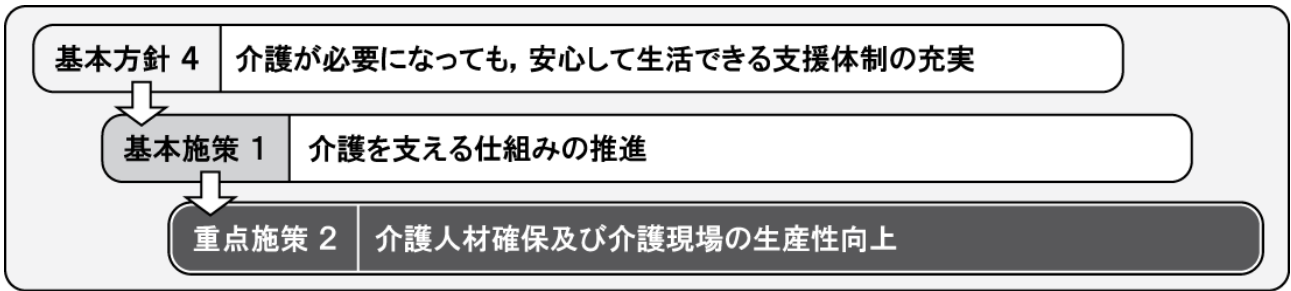 基本方針 4 介護が必要になっても，安心して生活できる支援体制の充実
基本施策 1 介護を支える仕組みの推進
重点施策 2 介護人材確保及び介護現場の生産性向上